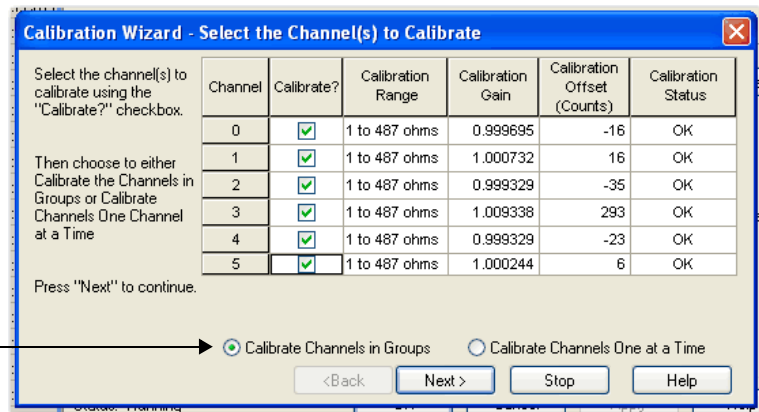 Calibration Wizard - Select the Channel(s) to Calibrate
Select the channel(s) to
calibrate using the
"Calibrate?" checkbox.
Then choose to either
Calibrate the Channels in
Groups or Calibrate
Channels One Channel
at a Time
Press "Next" to continue.
Channel Calibrate? Calibration Range Calibration Gain Calibration Offset (Counts) Calibration Status
0 1 to 487 ohms 0.999695 -16 OK
1 1 to 487 ohms 1.000732 16 OK
2 1 to 487 ohms 0.999329 -35 OK
3 1 to 487 ohms 1.009338 293 OK
4 1 to 487 ohms 0.999329 -23 OK
5 1 to 487 ohms 1.000244 6 OK
Calibrate Channels in Groups Calibrate Channels One at a Time
<Back Next > Stop Help
Status: Running